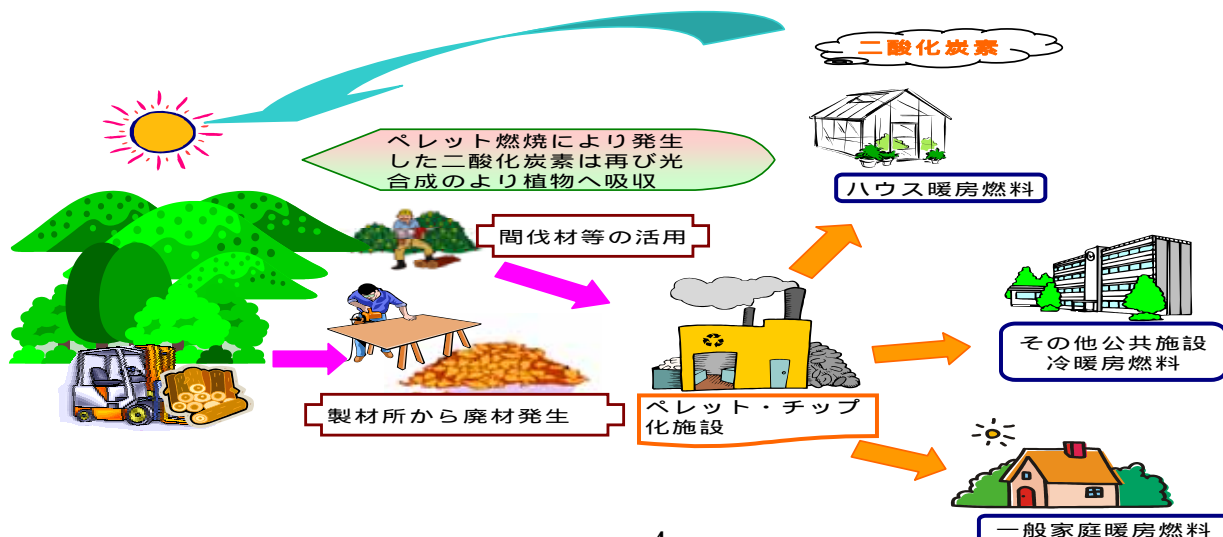 二酸化炭素
ペレット燃焼により発生
した二酸化炭素は再び光
合成のより植物へ吸収
ハウス暖房燃料
間伐材等の活用
その他公共施設
冷暖房燃料
製材所から廃材発生
ペレット・チップ
化施設
一般家庭暖房燃料